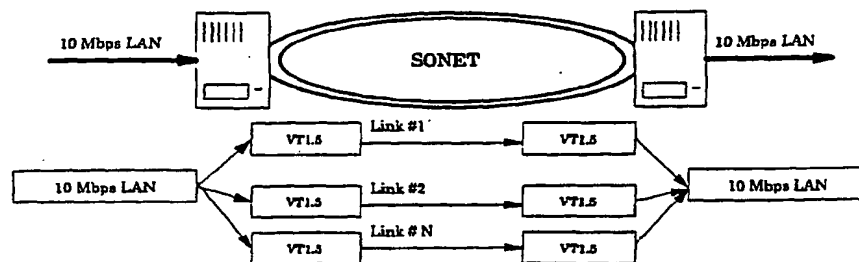 10 Mbps LAN
SONET
10 Mbps LAN
VT1.5
Link #1
VT1.5
10 Mbps LAN
VT1.5
Link #2
VT1.5
10 Mbps LAN
VT1.5
Link # N
VT1.5